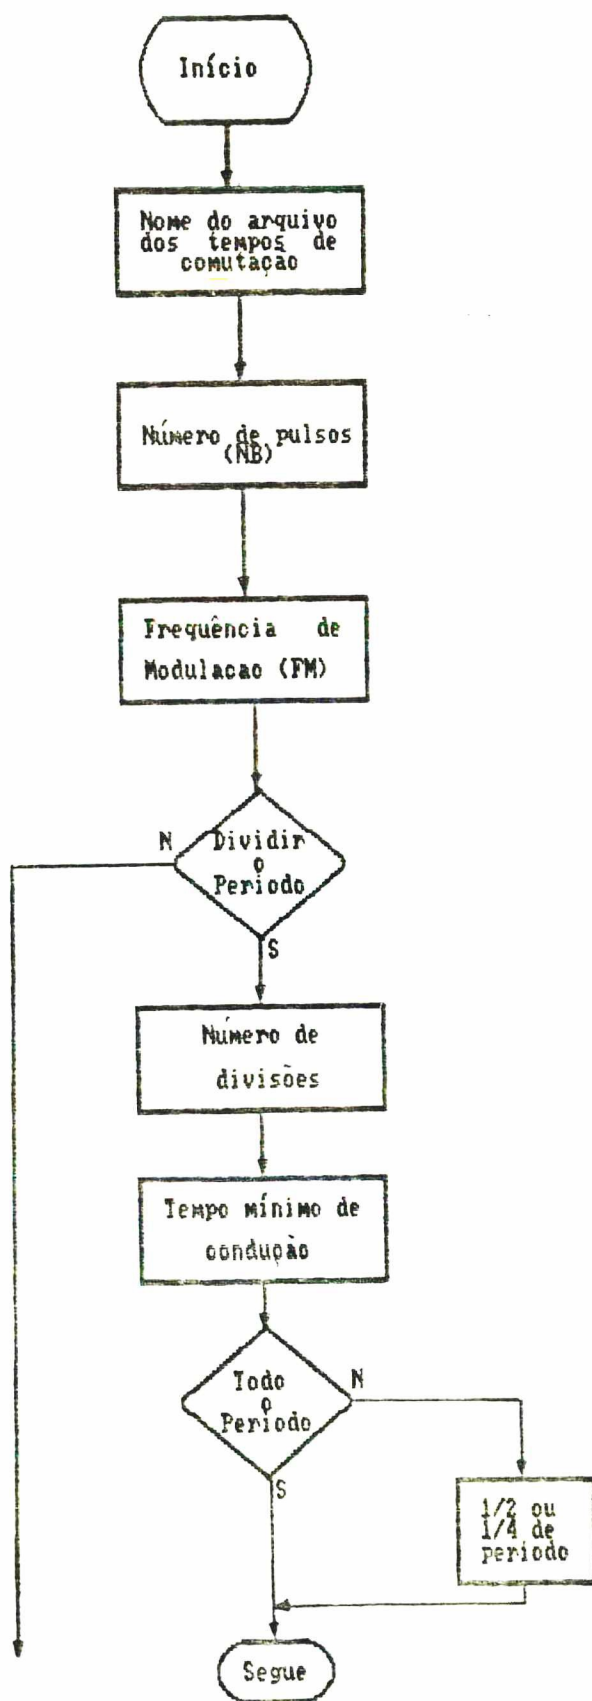 Início
Nome do arquivo
dos tempos de
comutação
Número de pulsos
(NB)
Frequência de
Modulacao (FM)
N
Dividir
o
Periodo
S
Número de
divisões
Tempo mínimo de
condução
Todo
o
Periodo
N
S
1/2 ou
1/4 de
periodo
Segue